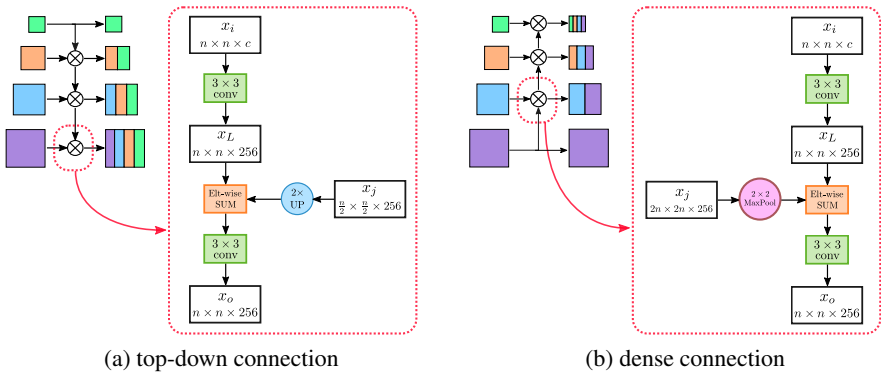 x_i
n × n × c
3 × 3
conv
x_L
n × n × 256
Elt-wise
SUM
2×
UP
x_j
n/2 × n/2 × 256
3 × 3
conv
x_o
n × n × 256
(a) top-down connection
x_i
n × n × c
3 × 3
conv
x_L
n × n × 256
x_j
2n × 2n × 256
2 × 2
MaxPool
Elt-wise
SUM
3 × 3
conv
x_o
n × n × 256
(b) dense connection